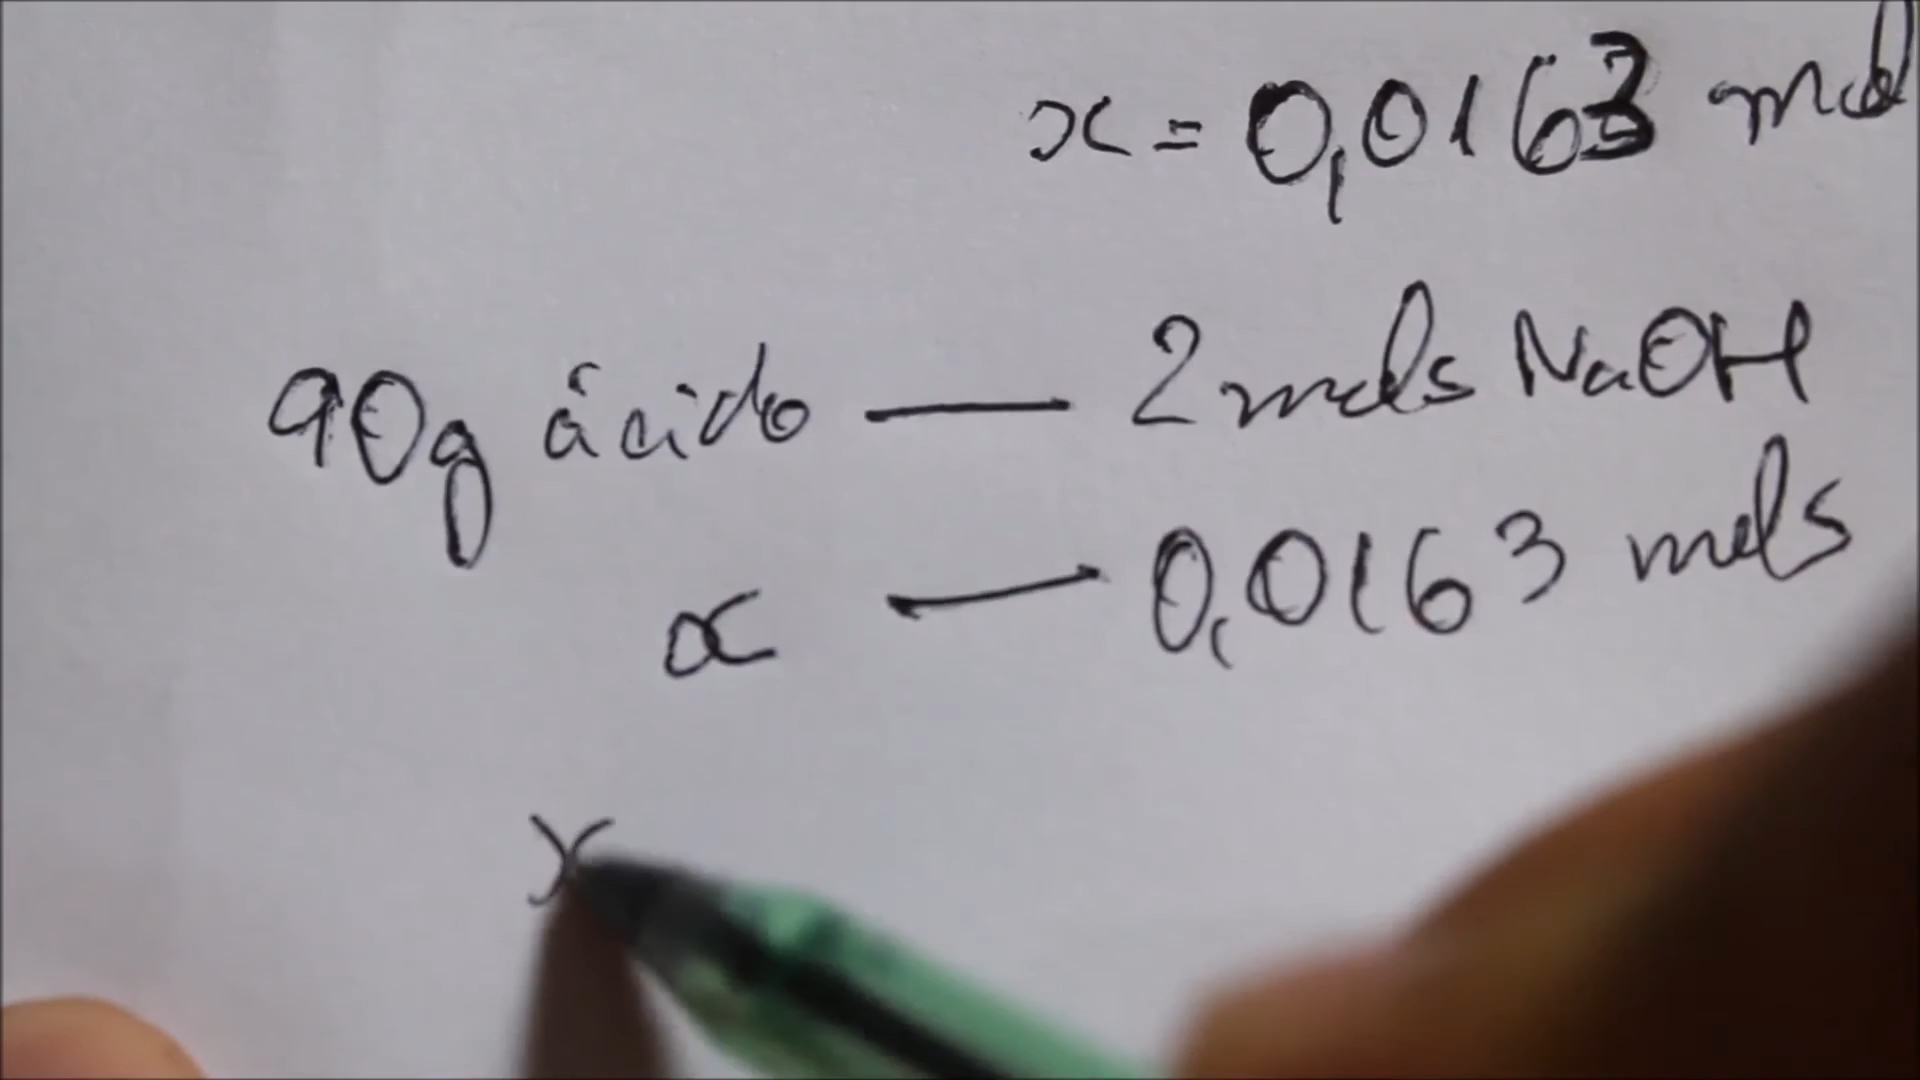 x = 0,0163 mol
90g ácido — 2 mols NaOH
x — 0,0163 mols
x